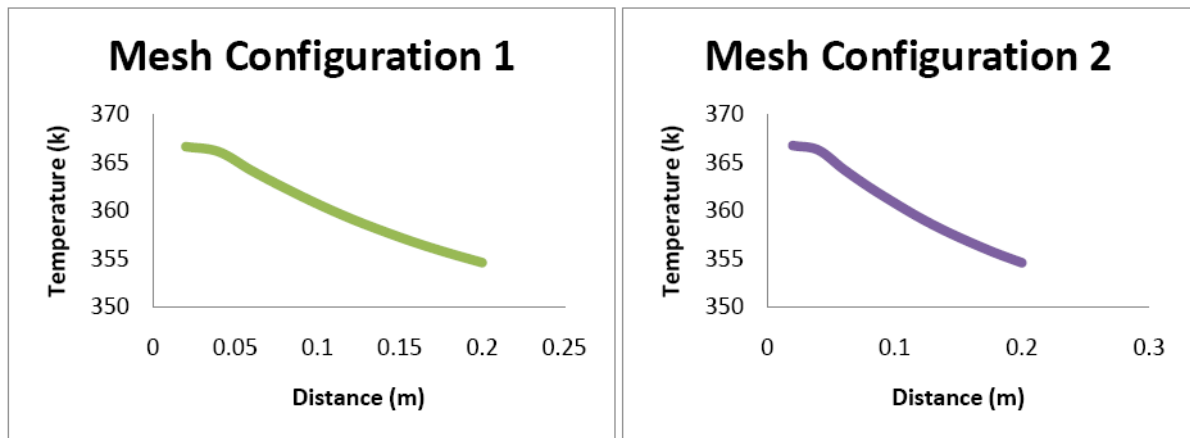 Mesh Configuration 1
370
365
360
355
350
Temperature (k)
0 0.05 0.1 0.15 0.2 0.25
Distance (m)
Mesh Configuration 2
370
365
360
355
350
Temperature (k)
0 0.1 0.2 0.3
Distance (m)